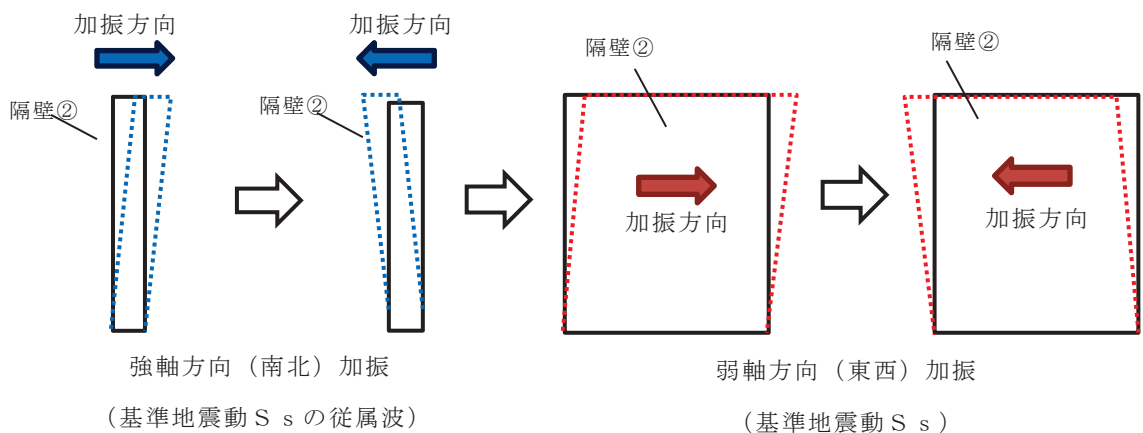 加振方向
加振方向
隔壁②
隔壁②
隔壁②
隔壁②
加振方向
加振方向
強軸方向（南北）加振
（基準地震動Ｓｓの従属波）
弱軸方向（東西）加振
（基準地震動Ｓｓ）